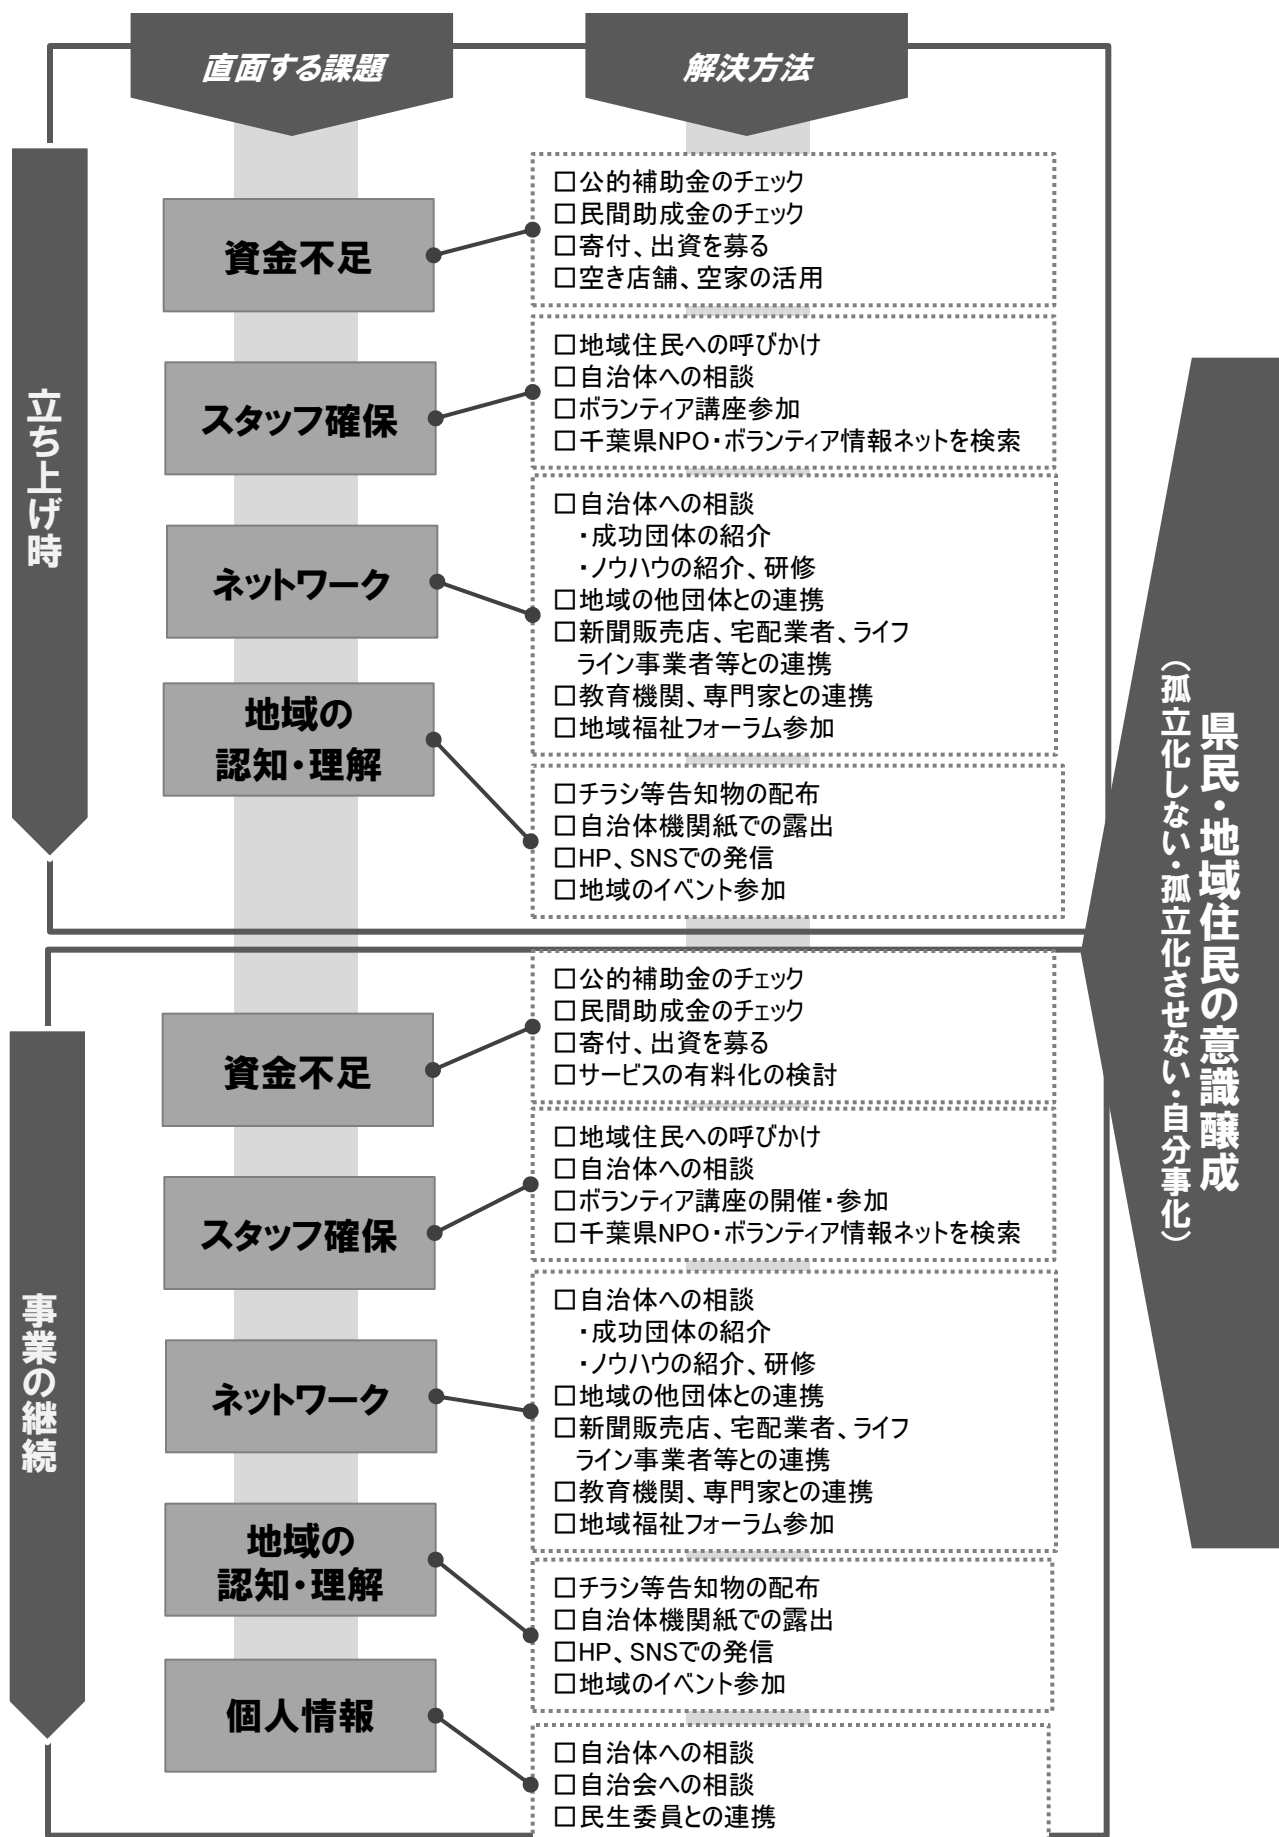 直面する課題
解決方法
立ち上げ時
資金不足
□公的補助金のチェック
□民間助成金のチェック
□寄付、出資を募る
□空き店舗、空家の活用
スタッフ確保
□地域住民への呼びかけ
□自治体への相談
□ボランティア講座参加
□千葉県NPO・ボランティア情報ネットを検索
ネットワーク
□自治体への相談
・成功団体の紹介
・ノウハウの紹介、研修
□地域の他団体との連携
□新聞販売店、宅配業者、ライフ
ライン事業者等との連携
□教育機関、専門家との連携
□地域福祉フォーラム参加
地域の
認知・理解
□チラシ等告知物の配布
□自治体機関紙での露出
□HP、SNSでの発信
□地域のイベント参加
事業の継続
資金不足
□公的補助金のチェック
□民間助成金のチェック
□寄付、出資を募る
□サービスの有料化の検討
スタッフ確保
□地域住民への呼びかけ
□自治体への相談
□ボランティア講座の開催・参加
□千葉県NPO・ボランティア情報ネットを検索
ネットワーク
□自治体への相談
・成功団体の紹介
・ノウハウの紹介、研修
□地域の他団体との連携
□新聞販売店、宅配業者、ライフ
ライン事業者等との連携
□教育機関、専門家との連携
□地域福祉フォーラム参加
地域の
認知・理解
□チラシ等告知物の配布
□自治体機関紙での露出
□HP、SNSでの発信
□地域のイベント参加
個人情報
□自治体への相談
□自治会への相談
□民生委員との連携
県民・地域住民の意識醸成
（孤立化しない・孤立化させない・自分事化）